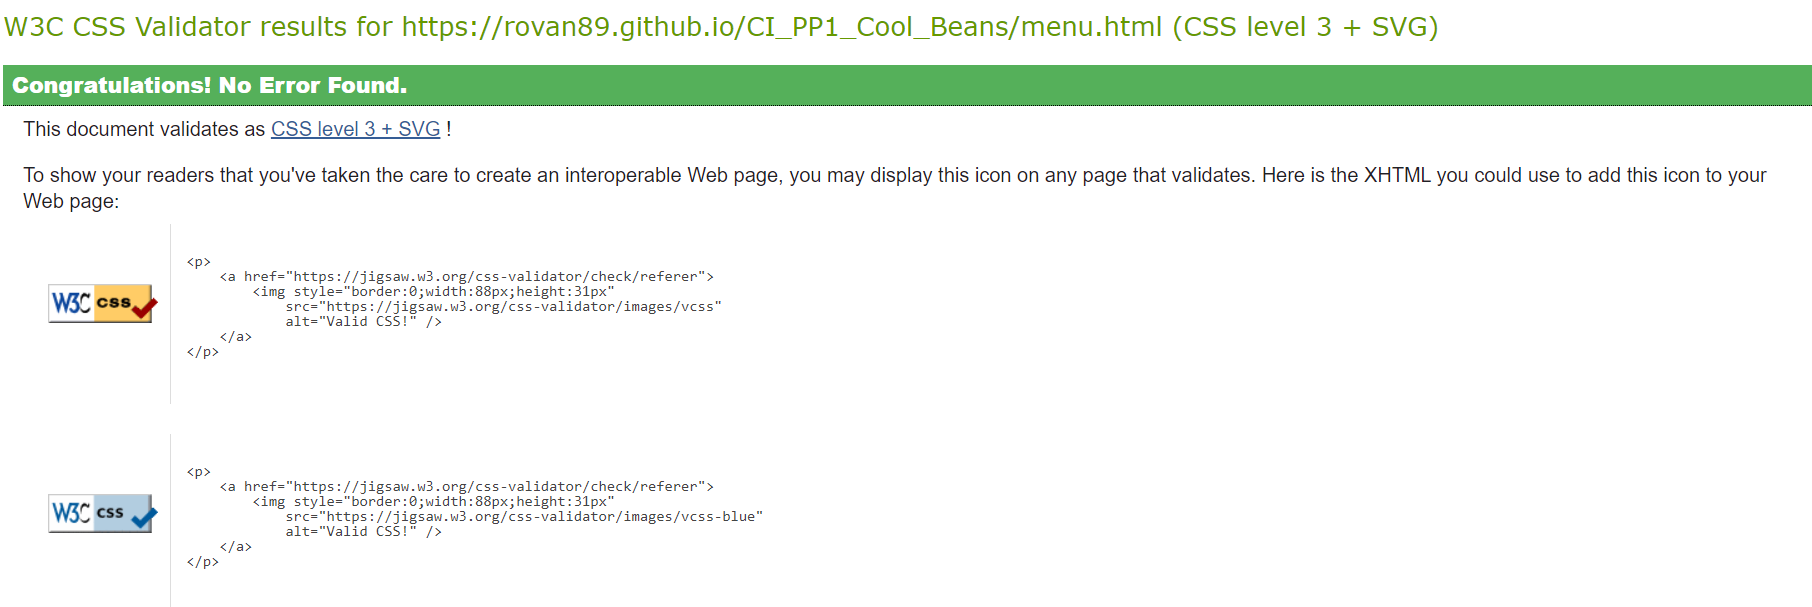 W3C CSS Validator results for https://rovan89.github.io/CI_PP1_Cool_Beans/menu.html (CSS level 3 + SVG)
Congratulations! No Error Found.
This document validates as CSS level 3 + SVG !
To show your readers that you've taken the care to create an interoperable Web page, you may display this icon on any page that validates. Here is the XHTML you could use to add this icon to your
Web page:
W3C css
<p>
    <a href="https://jigsaw.w3.org/css-validator/check/referer">
        <img style="border:0;width:88px;height:31px"
            src="https://jigsaw.w3.org/css-validator/images/vcss"
            alt="Valid CSS!" />
    </a>
</p>
W3C css
<p>
    <a href="https://jigsaw.w3.org/css-validator/check/referer">
        <img style="border:0;width:88px;height:31px"
            src="https://jigsaw.w3.org/css-validator/images/vcss-blue"
            alt="Valid CSS!" />
    </a>
</p>